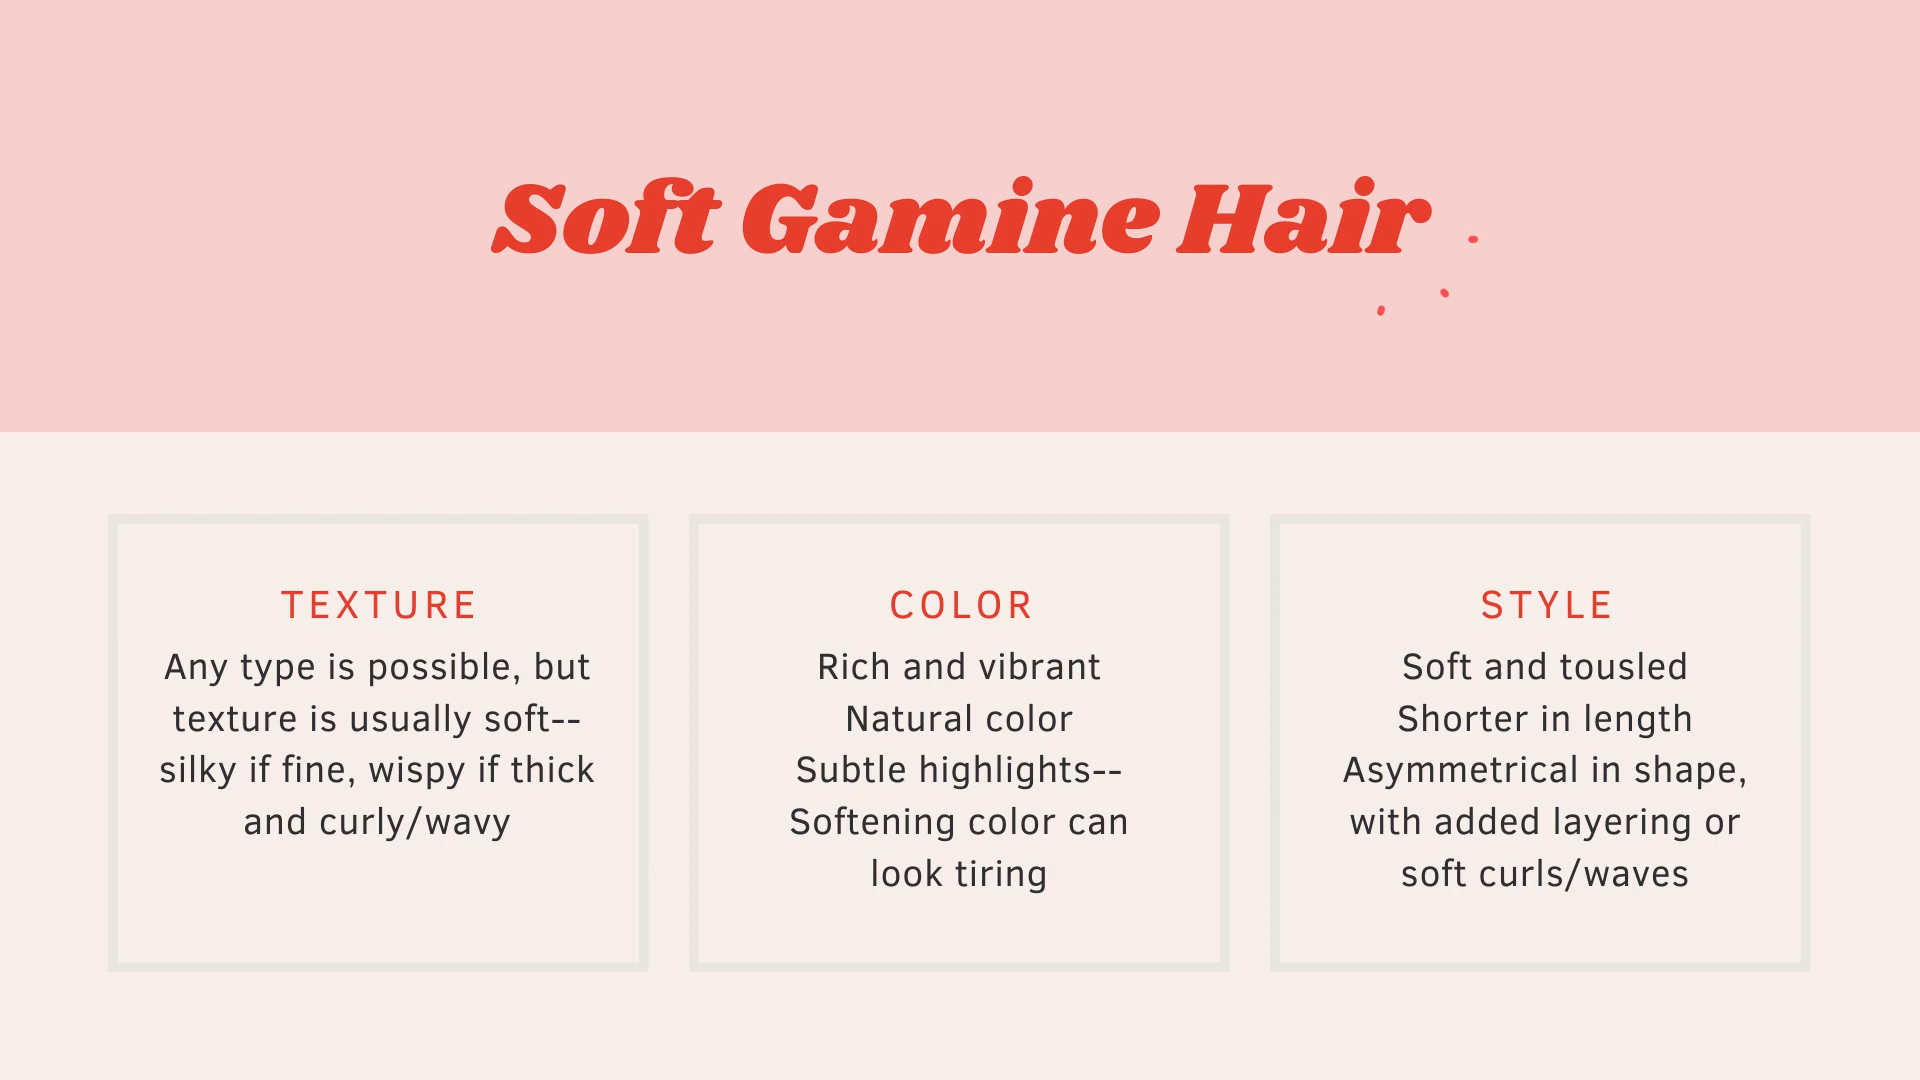 Soft Gamine Hair
TEXTURE
Any type is possible, but
texture is usually soft--
silky if fine, wispy if thick
and curly/wavy
COLOR
Rich and vibrant
Natural color
Subtle highlights--
Softening color can
look tiring
STYLE
Soft and tousled
Shorter in length
Asymmetrical in shape,
with added layering or
soft curls/waves